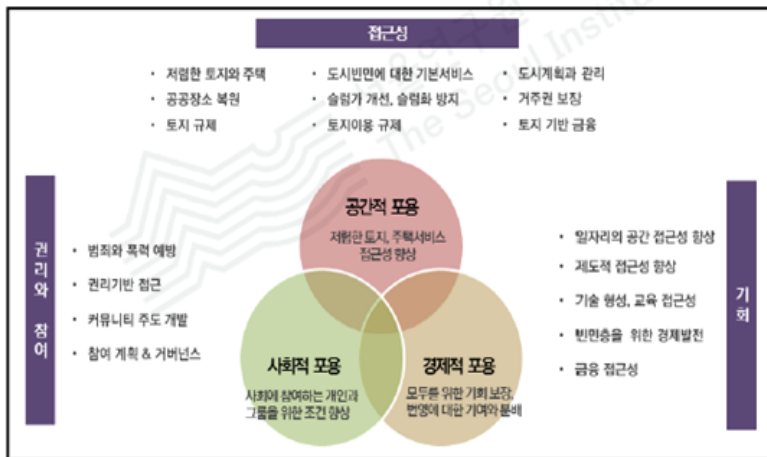 접근성
• 저렴한 토지와 주택
• 공공장소 복원
• 토지 규제
• 도시빈민에 대한 기본서비스
• 슬럼가 개선, 슬럼화 방지
• 토지이용 규제
• 도시계획과 관리
• 거주권 보장
• 토지 기반 금융
권리와 참여
• 범죄와 폭력 예방
• 권리기반 접근
• 커뮤니티 주도 개발
• 참여 계획 & 거버넌스
공간적 포용
저렴한 토지, 주택서비스
접근성 향상
사회적 포용
사회에 참여하는 개인과
그룹을 위한 조건 향상
경제적 포용
모두를 위한 기회 보장,
번영에 대한 기여와 분배
• 일자리의 공간 접근성 향상
• 제도적 접근성 향상
• 기술 형성, 교육 접근성
• 빈민층을 위한 경제발전
• 금융 접근성
기회
The Seoul Institute